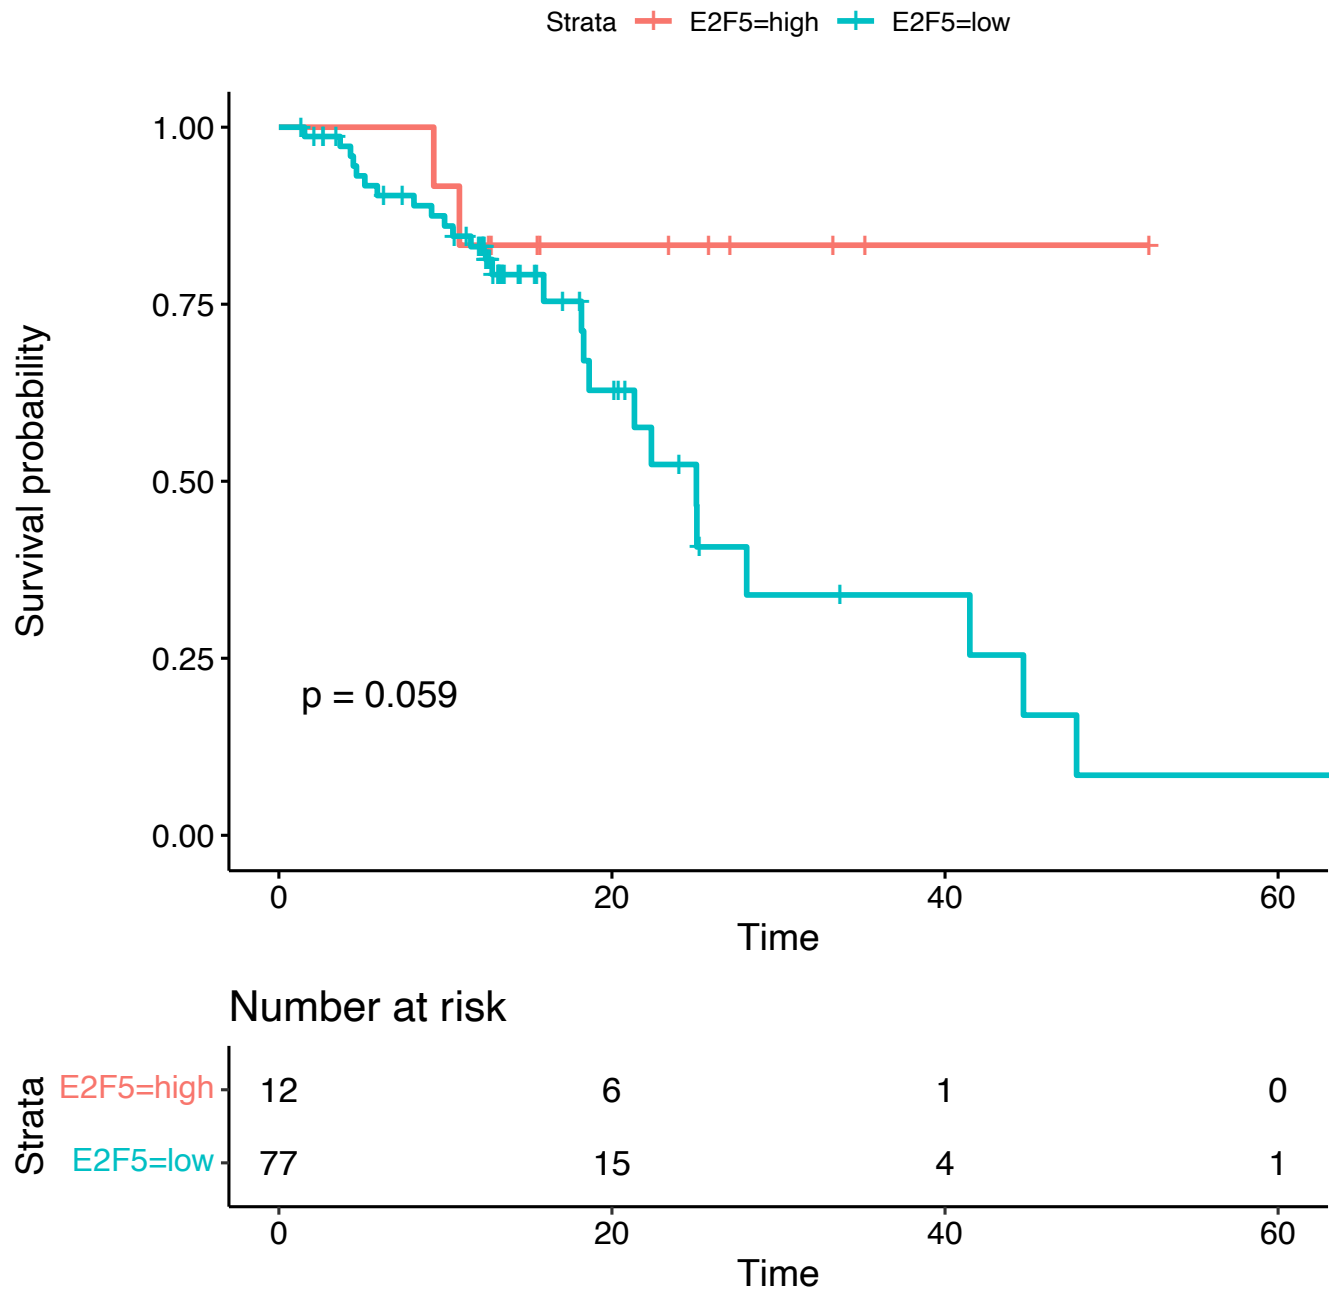 Strata E2F5=high E2F5=low
Survival probability
1.00
0.75
0.50
0.25
0.00
p = 0.059
0 20 40 60
Time
Number at risk
Strata
E2F5=high 12 6 1 0
E2F5=low 77 15 4 1
0 20 40 60
Time